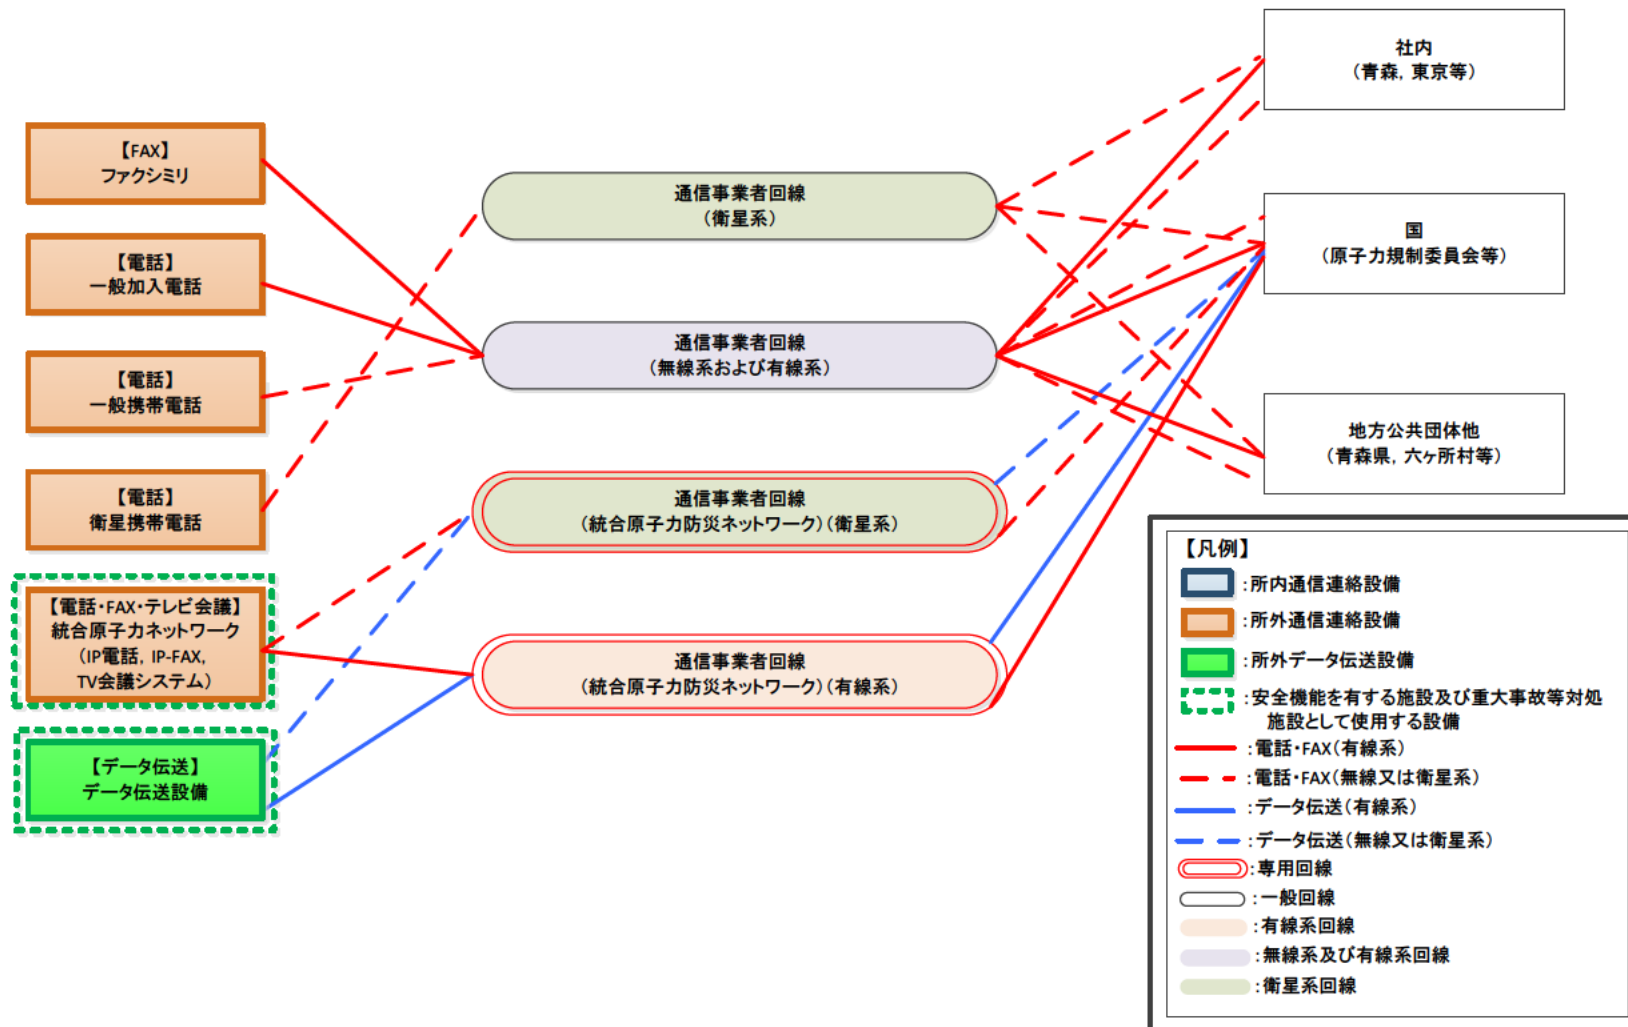 【FAX】
ファクシミリ
【電話】
一般加入電話
【電話】
一般携帯電話
【電話】
衛星携帯電話
【電話・FAX・テレビ会議】
統合原子力ネットワーク
（IP電話, IP-FAX,
TV会議システム）
【データ伝送】
データ伝送設備
通信事業者回線
（衛星系）
通信事業者回線
（無線系および有線系）
通信事業者回線
（統合原子力防災ネットワーク）（衛星系）
通信事業者回線
（統合原子力防災ネットワーク）（有線系）
社内
（青森, 東京等）
国
（原子力規制委員会等）
地方公共団体他
（青森県, 六ヶ所村等）
【凡例】
：所内通信連絡設備
：所外通信連絡設備
：所外データ伝送設備
：安全機能を有する施設及び重大事故等対処
施設として使用する設備
：電話・FAX（有線系）
：電話・FAX（無線又は衛星系）
：データ伝送（有線系）
：データ伝送（無線又は衛星系）
：専用回線
：一般回線
：有線系回線
：無線系及び有線系回線
：衛星系回線